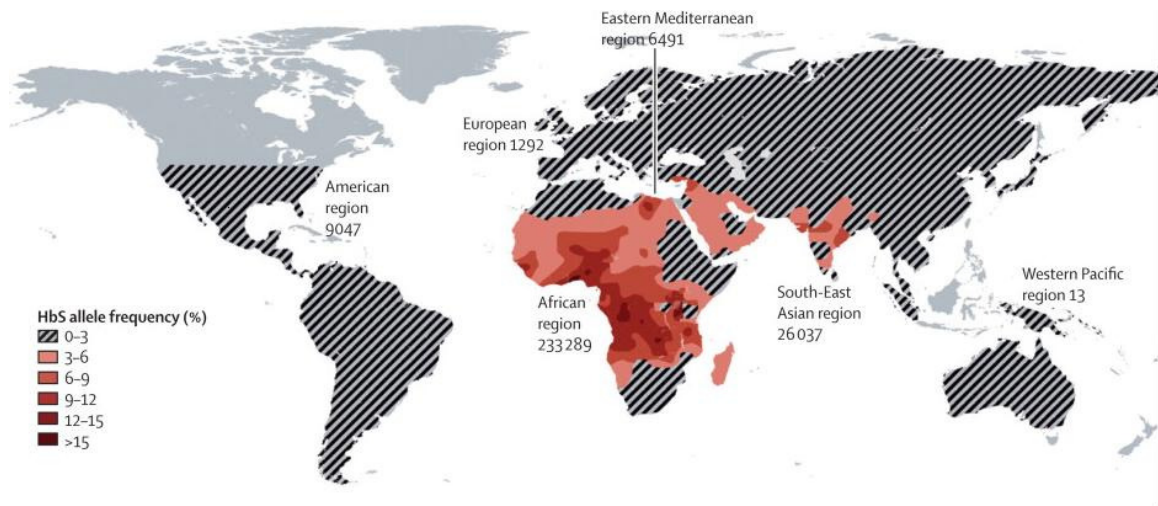 Eastern Mediterranean
region 6491
European
region 1292
American
region
9047
African
region
233 289
South-East
Asian region
26 037
Western Pacific
region 13
HbS allele frequency (%)
0–3
3–6
6–9
9–12
12–15
>15